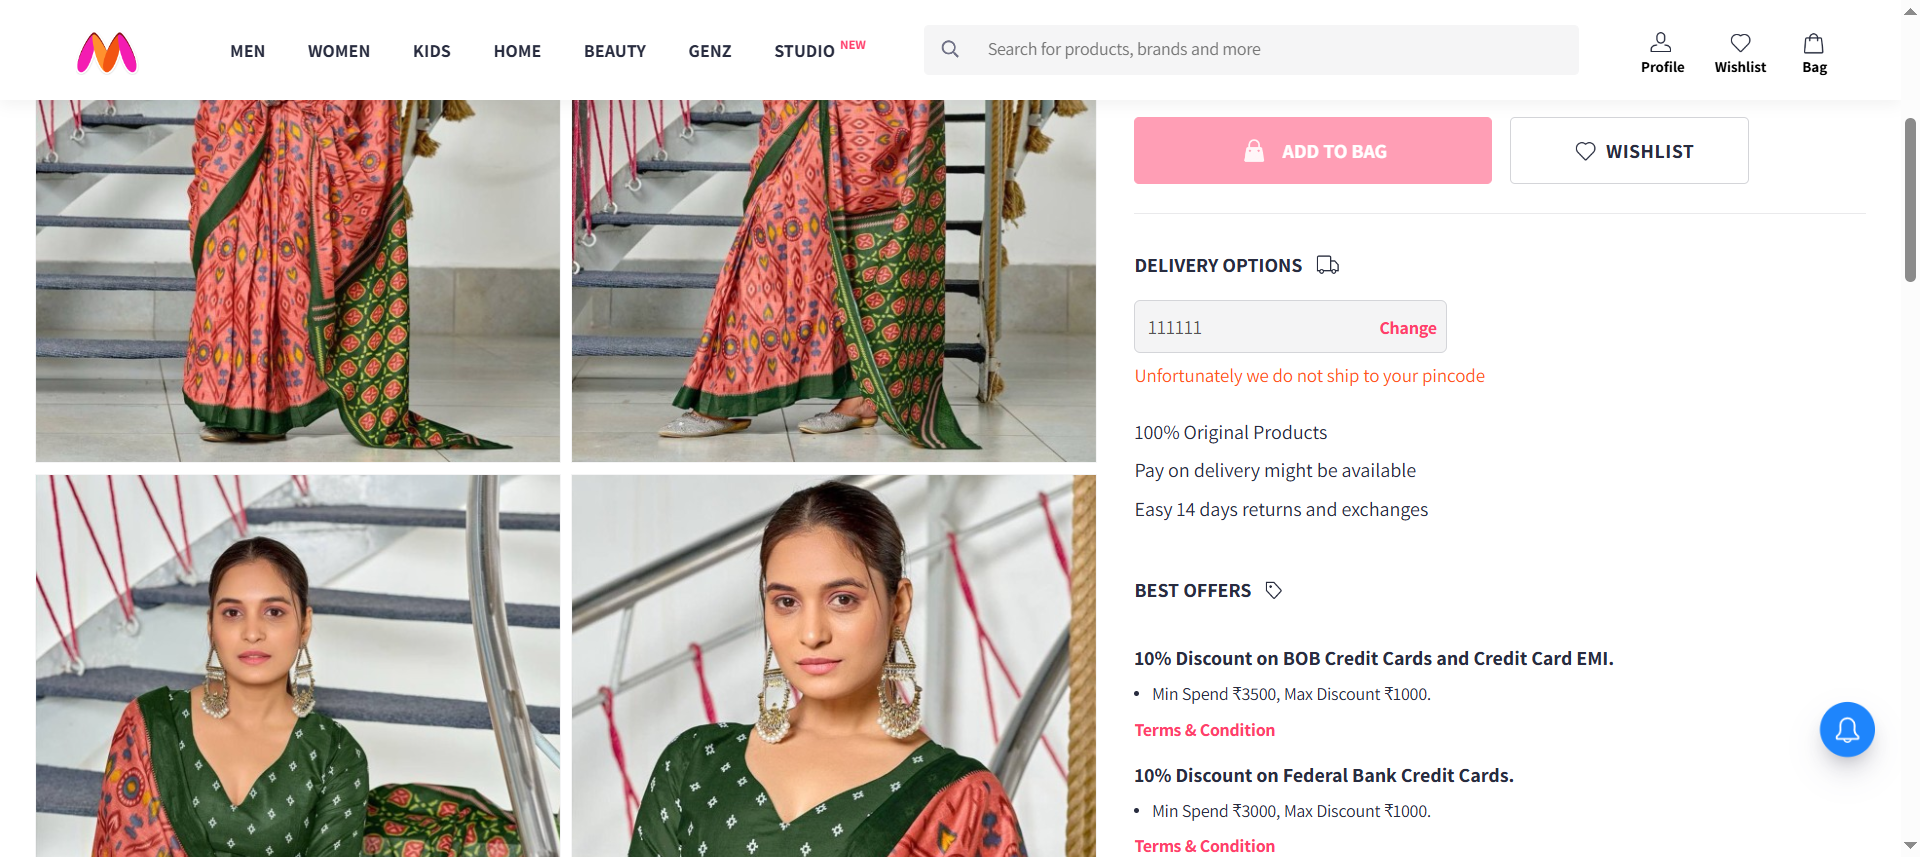 MEN WOMEN KIDS HOME BEAUTY GENZ STUDIO NEW
Search for products, brands and more
Profile Wishlist Bag
ADD TO BAG WISHLIST
DELIVERY OPTIONS
111111 Change
Unfortunately we do not ship to your pincode
100% Original Products
Pay on delivery might be available
Easy 14 days returns and exchanges
BEST OFFERS
10% Discount on BOB Credit Cards and Credit Card EMI.
• Min Spend ₹3500, Max Discount ₹1000.
Terms & Condition
10% Discount on Federal Bank Credit Cards.
• Min Spend ₹3000, Max Discount ₹1000.
Terms & Condition